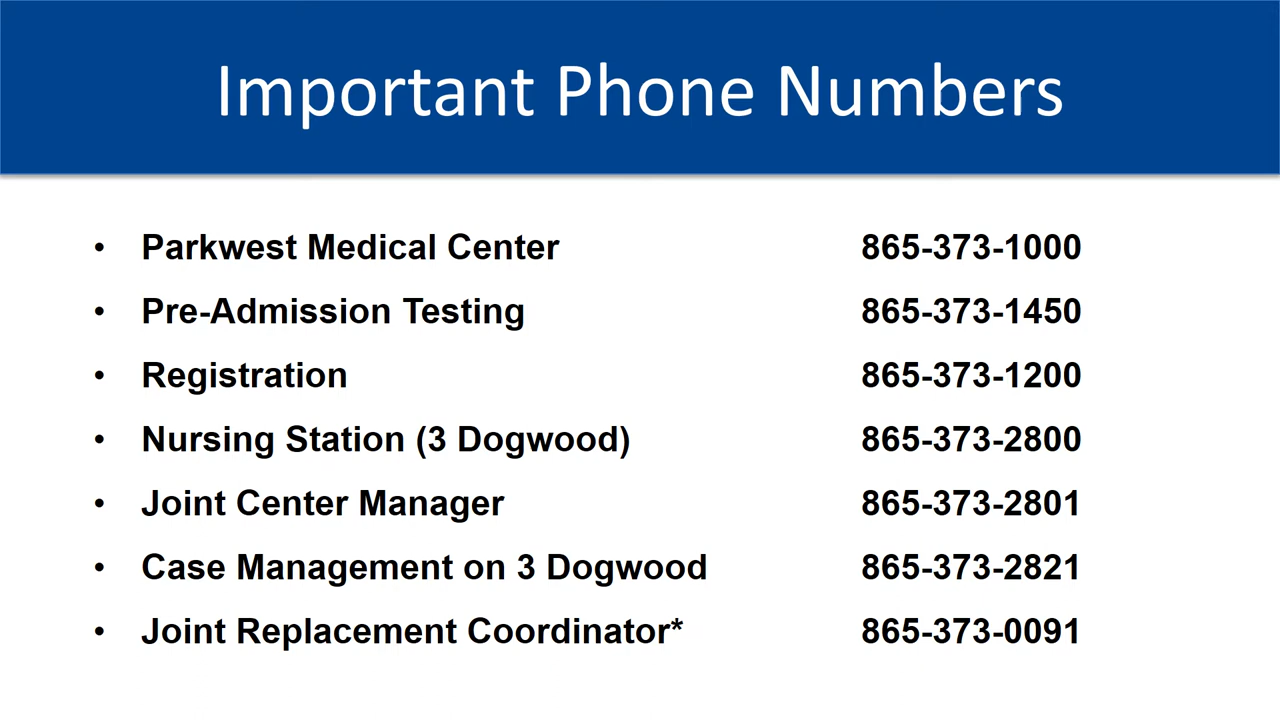 Important Phone Numbers
• Parkwest Medical Center 865-373-1000
• Pre-Admission Testing 865-373-1450
• Registration 865-373-1200
• Nursing Station (3 Dogwood) 865-373-2800
• Joint Center Manager 865-373-2801
• Case Management on 3 Dogwood 865-373-2821
• Joint Replacement Coordinator* 865-373-0091